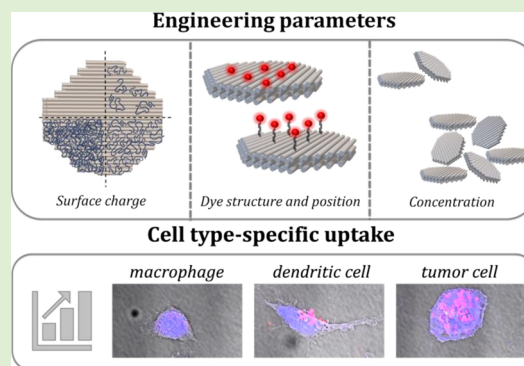 Engineering parameters
Surface charge
Dye structure and position
Concentration
Cell type-specific uptake
macrophage
dendritic cell
tumor cell